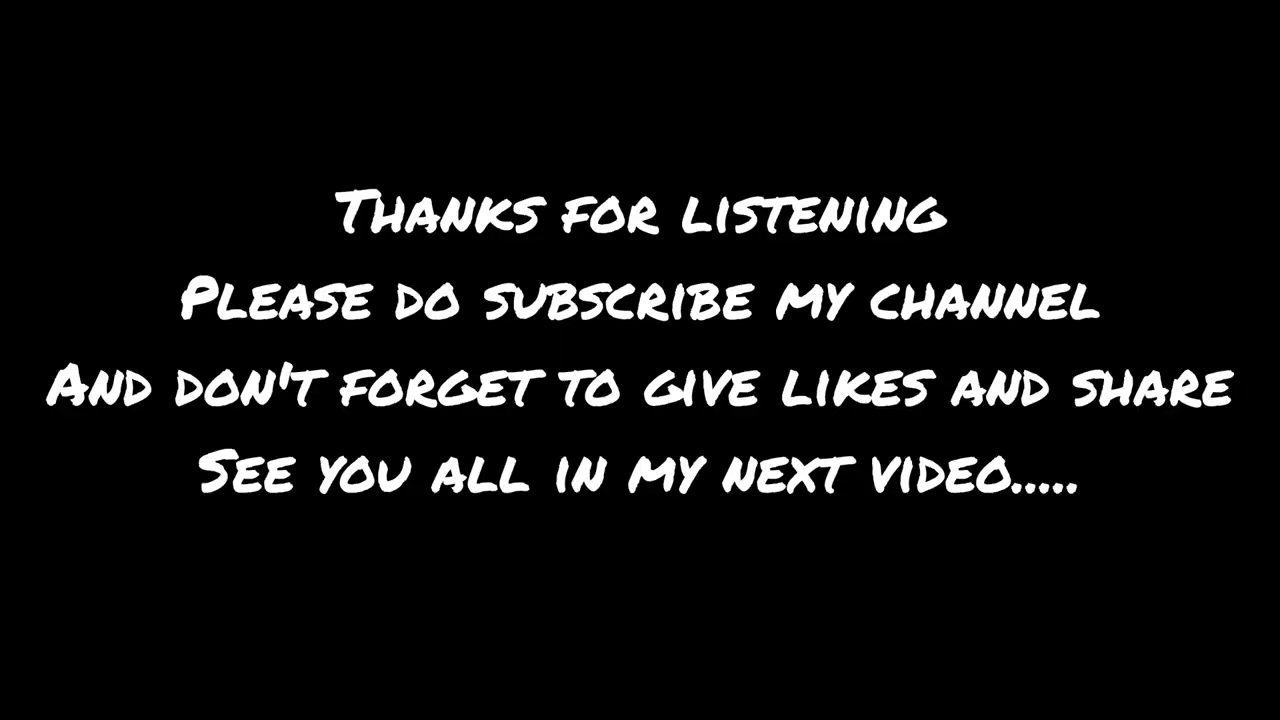 Thanks for listening
Please do subscribe my channel
And don't forget to give likes and share
See you all in my next video.....